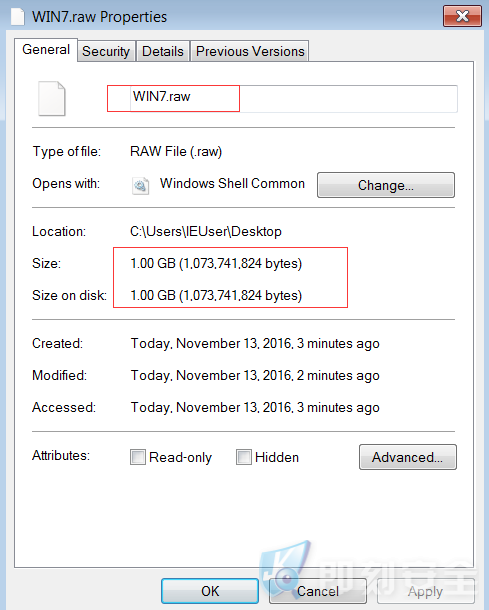 WIN7.raw Properties
General Security Details Previous Versions
WIN7.raw
Type of file: RAW File (.raw)
Opens with: Windows Shell Common Change...
Location: C:\Users\IEUser\Desktop
Size: 1.00 GB (1,073,741,824 bytes)
Size on disk: 1.00 GB (1,073,741,824 bytes)
Created: Today, November 13, 2016, 3 minutes ago
Modified: Today, November 13, 2016, 2 minutes ago
Accessed: Today, November 13, 2016, 3 minutes ago
Attributes: Read-only Hidden Advanced...
即刻安全
OK Cancel Apply